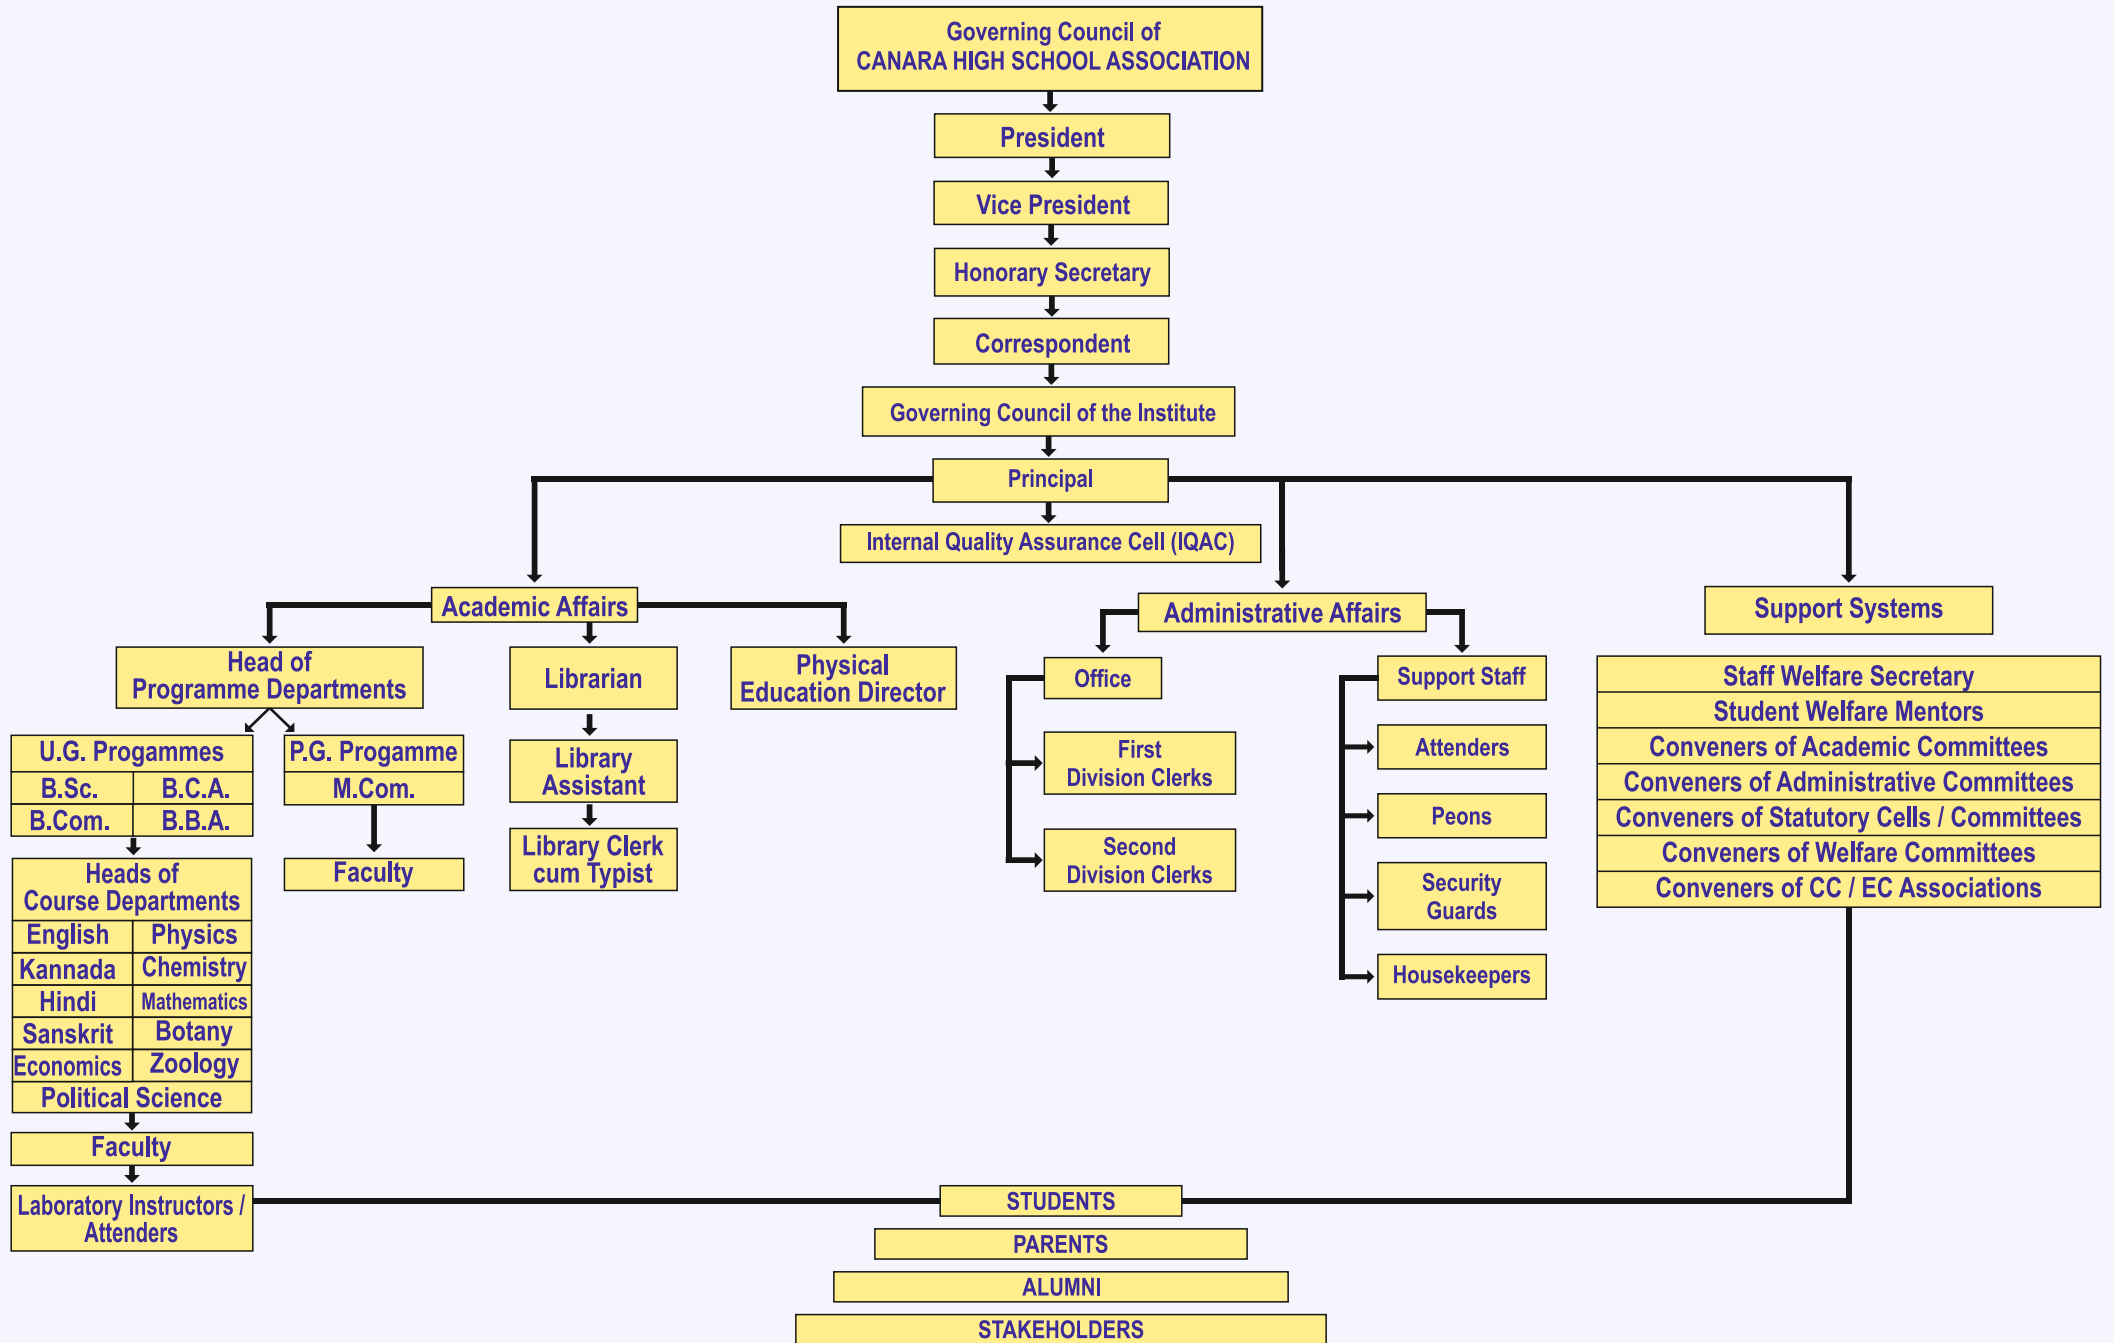 Governing Council of
CANARA HIGH SCHOOL ASSOCIATION
President
Vice President
Honorary Secretary
Correspondent
Governing Council of the Institute
Principal
Internal Quality Assurance Cell (IQAC)
Academic Affairs
Administrative Affairs
Support Systems
Head of
Programme Departments
Librarian
Physical
Education Director
Office
Support Staff
U.G. Progammes
B.Sc.
B.C.A.
B.Com.
B.B.A.
P.G. Progamme
M.Com.
Faculty
Library
Assistant
Library Clerk
cum Typist
First
Division Clerks
Second
Division Clerks
Attenders
Peons
Security
Guards
Housekeepers
Staff Welfare Secretary
Student Welfare Mentors
Conveners of Academic Committees
Conveners of Administrative Committees
Conveners of Statutory Cells / Committees
Conveners of Welfare Committees
Conveners of CC / EC Associations
Heads of
Course Departments
English
Physics
Kannada
Chemistry
Hindi
Mathematics
Sanskrit
Botany
Economics
Zoology
Political Science
Faculty
Laboratory Instructors /
Attenders
STUDENTS
PARENTS
ALUMNI
STAKEHOLDERS